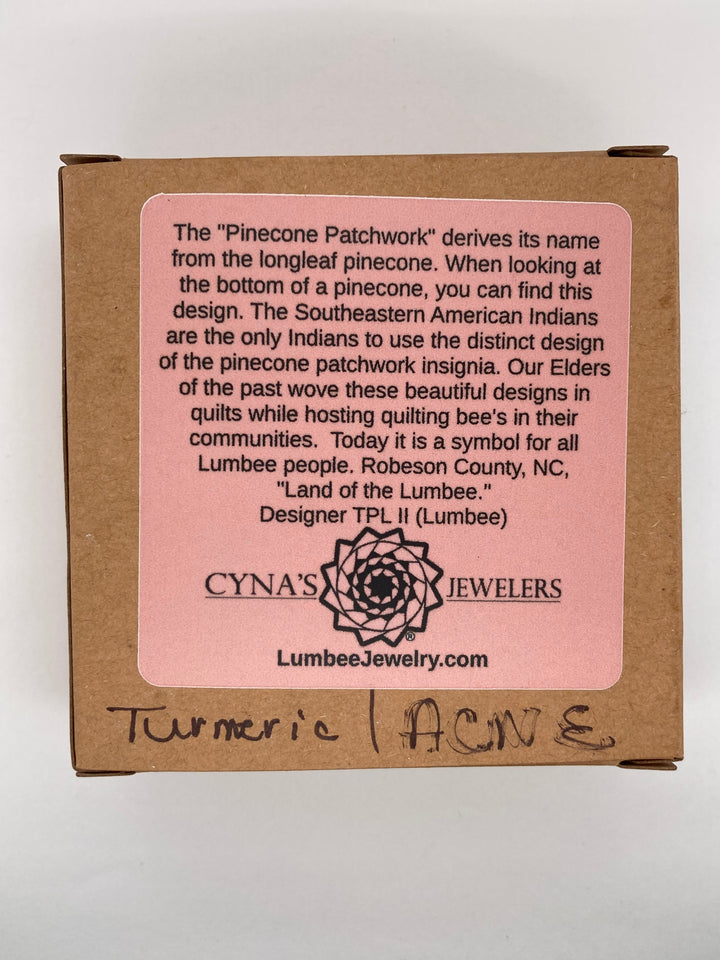 The "Pinecone Patchwork" derives its name
from the longleaf pinecone. When looking at
the bottom of a pinecone, you can find this
design. The Southeastern American Indians
are the only Indians to use the distinct design
of the pinecone patchwork insignia. Our Elders
of the past wove these beautiful designs in
quilts while hosting quilting bee's in their
communities.  Today it is a symbol for all
Lumbee people. Robeson County, NC,
"Land of the Lumbee."
Designer TPL II (Lumbee)
CYNA'S JEWELERS
®
LumbeeJewelry.com
Turmeric | ACNE